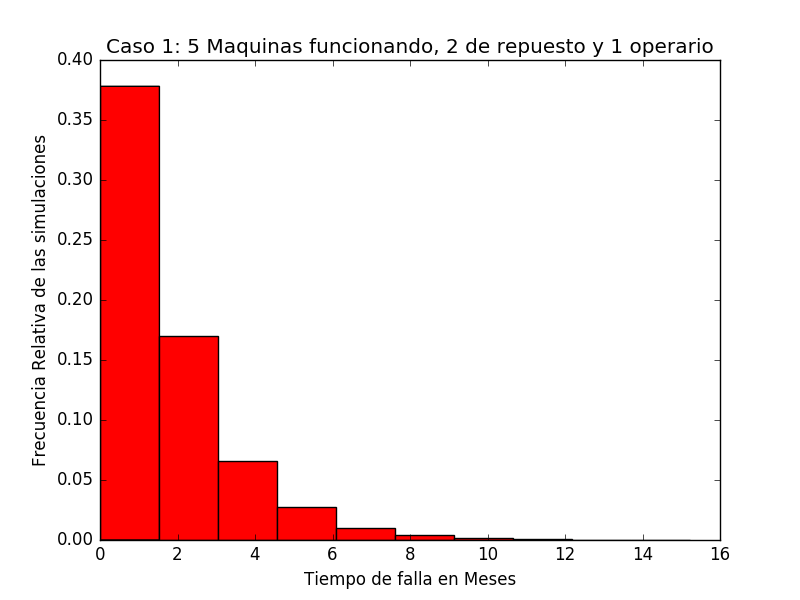 Caso 1: 5 Maquinas funcionando, 2 de repuesto y 1 operario
0.40
0.35
0.30
0.25
0.20
0.15
0.10
0.05
0.00
Frecuencia Relativa de las simulaciones
0 2 4 6 8 10 12 14 16
Tiempo de falla en Meses